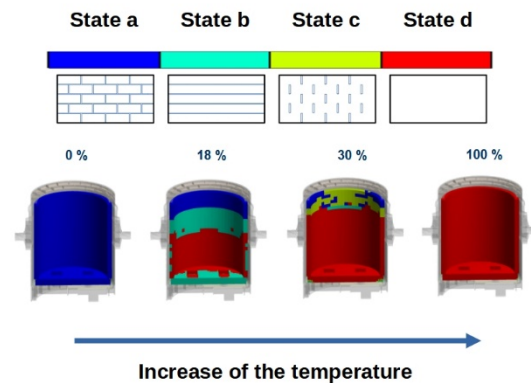 State a State b State c State d
0 % 18 % 30 % 100 %
Increase of the temperature